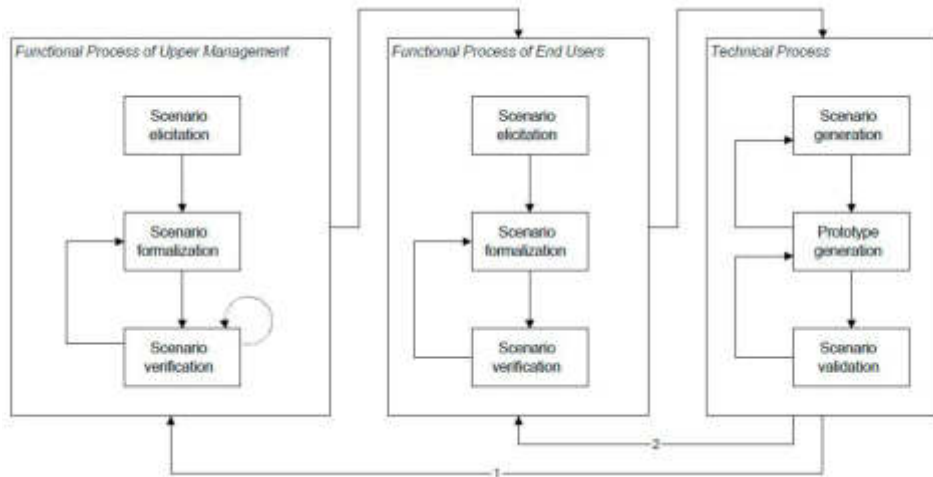 Functional Process of Upper Management
Scenario
elicitation
Scenario
formalization
Scenario
verification
Functional Process of End Users
Scenario
elicitation
Scenario
formalization
Scenario
verification
Technical Process
Scenario
generation
Prototype
generation
Scenario
validation
2
1